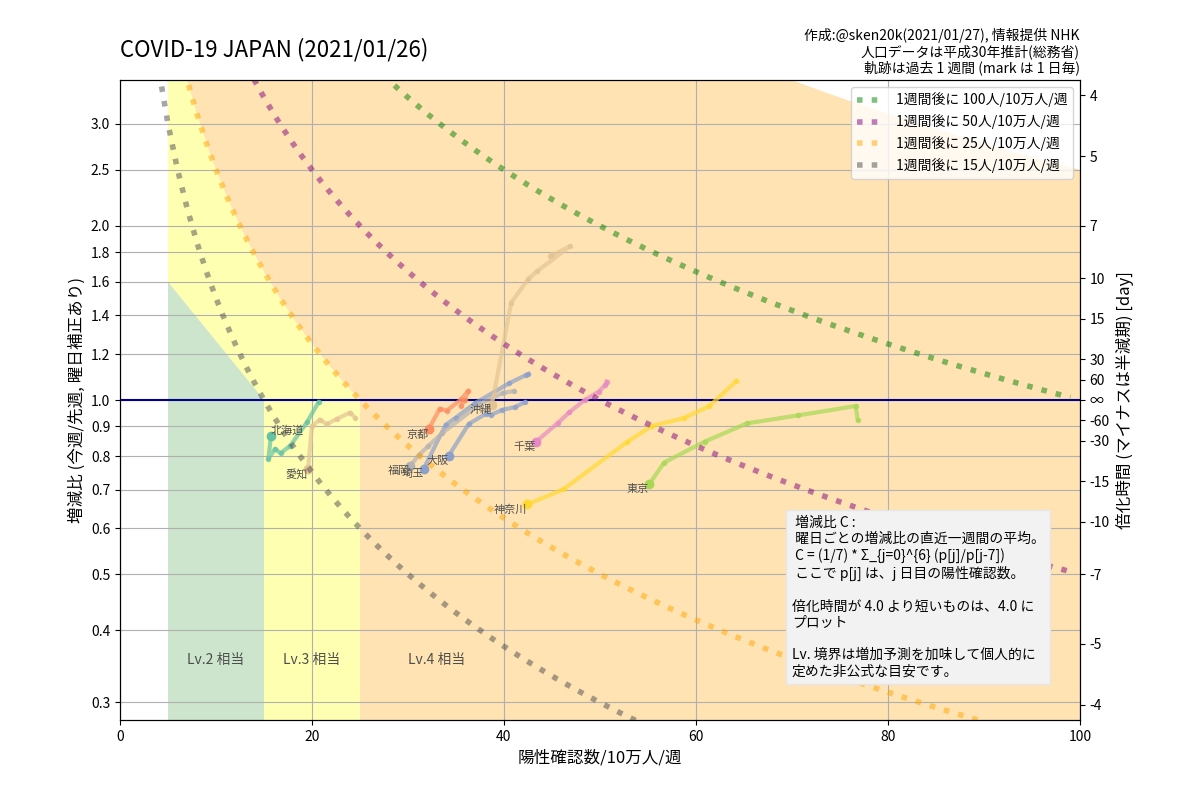 COVID-19 JAPAN (2021/01/26)
作成:@sken20k(2021/01/27), 情報提供 NHK
人口データは平成30年推計(総務省)
軌跡は過去 1 週間 (mark は 1 日毎)
1週間後に 100人/10万人/週
1週間後に 50人/10万人/週
1週間後に 25人/10万人/週
1週間後に 15人/10万人/週
増減比 (今週/先週, 曜日補正あり)
3.0
2.5
2.0
1.8
1.6
1.4
1.2
1.0
0.9
0.8
0.7
0.6
0.5
0.4
0.3
4
5
7
10
15
30
60
∞
-60
-30
-15
-10
-7
-5
-4
倍化時間 (マイナスは半減期) [day]
北海道
愛知
京都
沖縄
福岡
埼玉
大阪
千葉
神奈川
東京
増減比 C :
曜日ごとの増減比の直近一週間の平均。
C = (1/7) * Σ_{j=0}^{6} (p[j]/p[j-7])
ここで p[j] は、j 日目の陽性確認数。
倍化時間が 4.0 より短いものは、4.0 に
プロット
Lv. 境界は増加予測を加味して個人的に
定めた非公式な目安です。
Lv.2 相当
Lv.3 相当
Lv.4 相当
0
20
40
60
80
100
陽性確認数/10万人/週